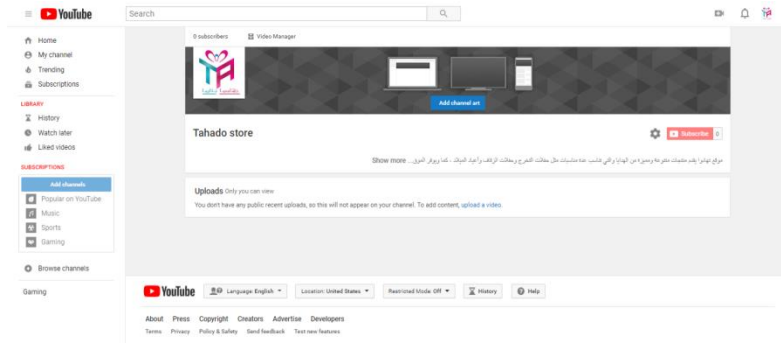 YouTube
Search
Home
My channel
Trending
Subscriptions
LIBRARY
History
Watch later
Liked videos
SUBSCRIPTIONS
Add channels
Popular on YouTube
Music
Sports
Gaming
Browse channels
Gaming
0 subscribers Video Manager
Add channel art
Tahado store
Subscribe 0
Show more ...
Uploads Only you can view
You don't have any public recent uploads, so this will not appear on your channel. To add content, upload a video.
YouTube Language: English Location: United States Restricted Mode: Off History Help
About Press Copyright Creators Advertise Developers
Terms Privacy Policy & Safety Send feedback Test new features